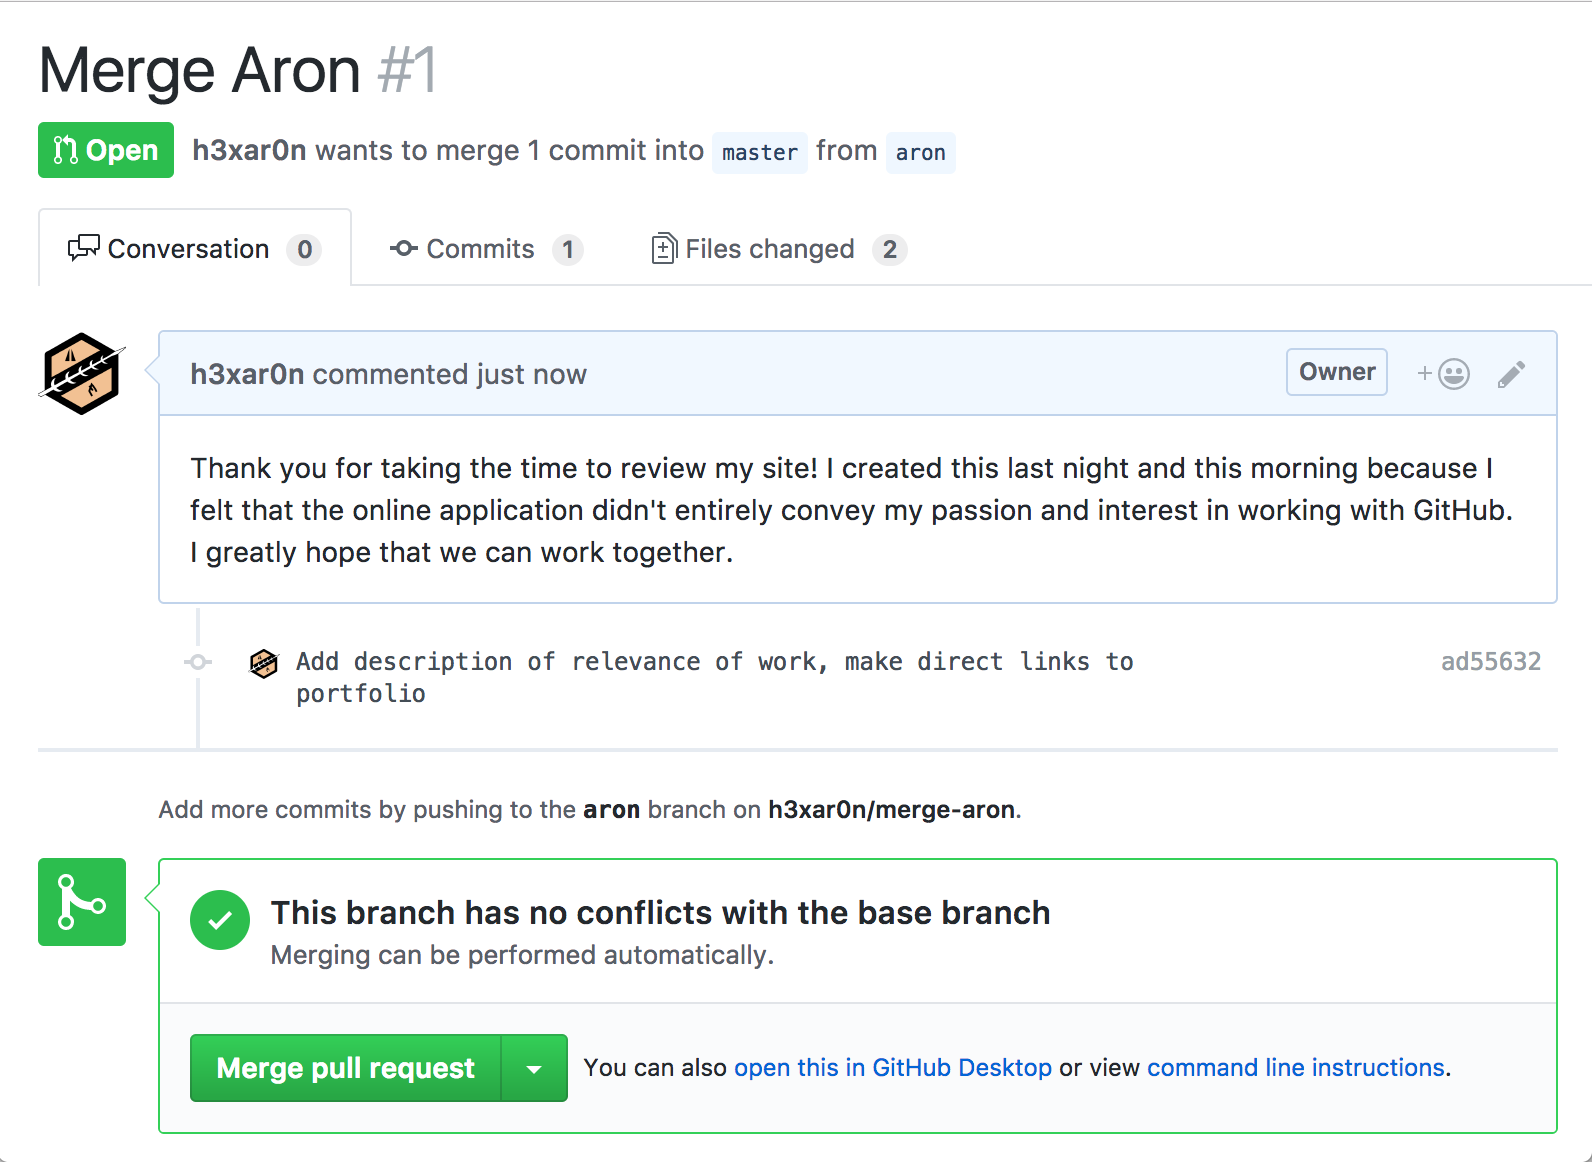 Merge Aron #1
Open h3xar0n wants to merge 1 commit into master from aron
Conversation 0 Commits 1 Files changed 2
h3xar0n commented just now Owner +
Thank you for taking the time to review my site! I created this last night and this morning because I
felt that the online application didn't entirely convey my passion and interest in working with GitHub.
I greatly hope that we can work together.
Add description of relevance of work, make direct links to ad55632
portfolio
Add more commits by pushing to the aron branch on h3xar0n/merge-aron.
This branch has no conflicts with the base branch
Merging can be performed automatically.
Merge pull request You can also open this in GitHub Desktop or view command line instructions.